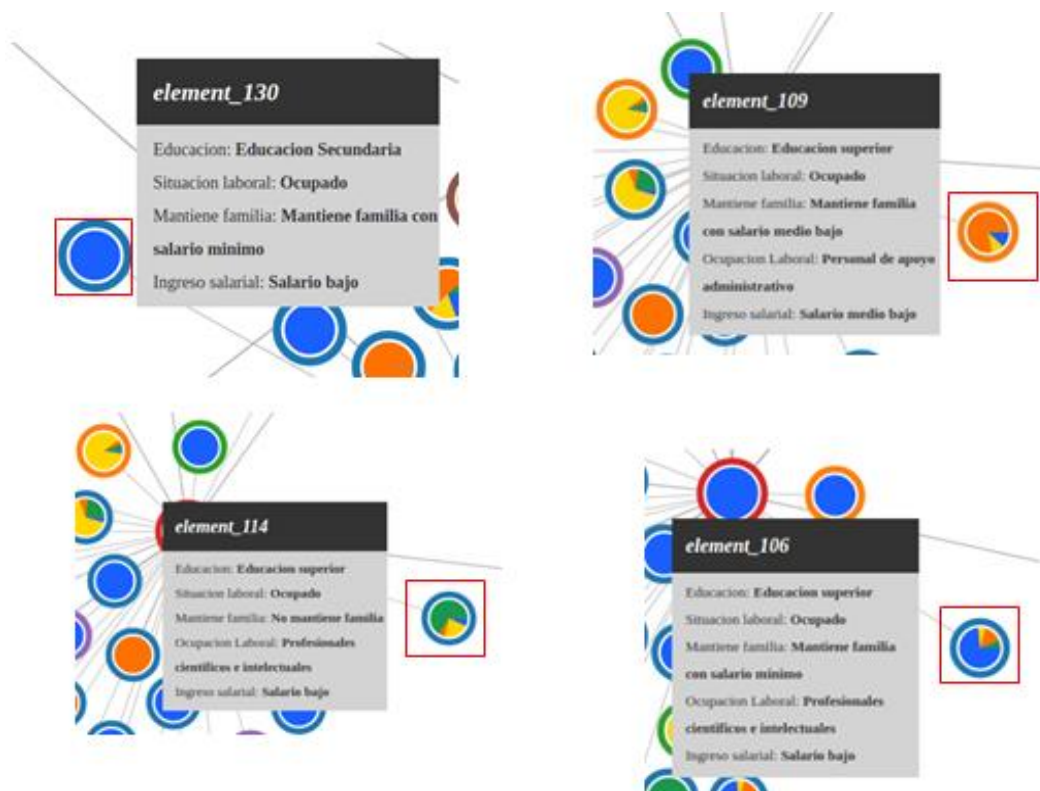 element_130
Educacion: Educacion Secundaria
Situacion laboral: Ocupado
Mantiene familia: Mantiene familia con
salario minimo
Ingreso salarial: Salario bajo
element_109
Educacion: Educacion superior
Situacion laboral: Ocupado
Mantiene familia: Mantiene familia
con salario medio bajo
Ocupacion Laboral: Personal de apoyo
administrativo
Ingreso salarial: Salario medio bajo
element_114
Educacion: Educacion superior
Situacion laboral: Ocupado
Mantiene familia: No mantiene familia
Ocupacion Laboral: Profesionales
cientificos e intelectuales
Ingreso salarial: Salario bajo
element_106
Educacion: Educacion superior
Situacion laboral: Ocupado
Mantiene familia: Mantiene familia
con salario minimo
Ocupacion Laboral: Profesionales
cientificos e intelectuales
Ingreso salarial: Salario bajo